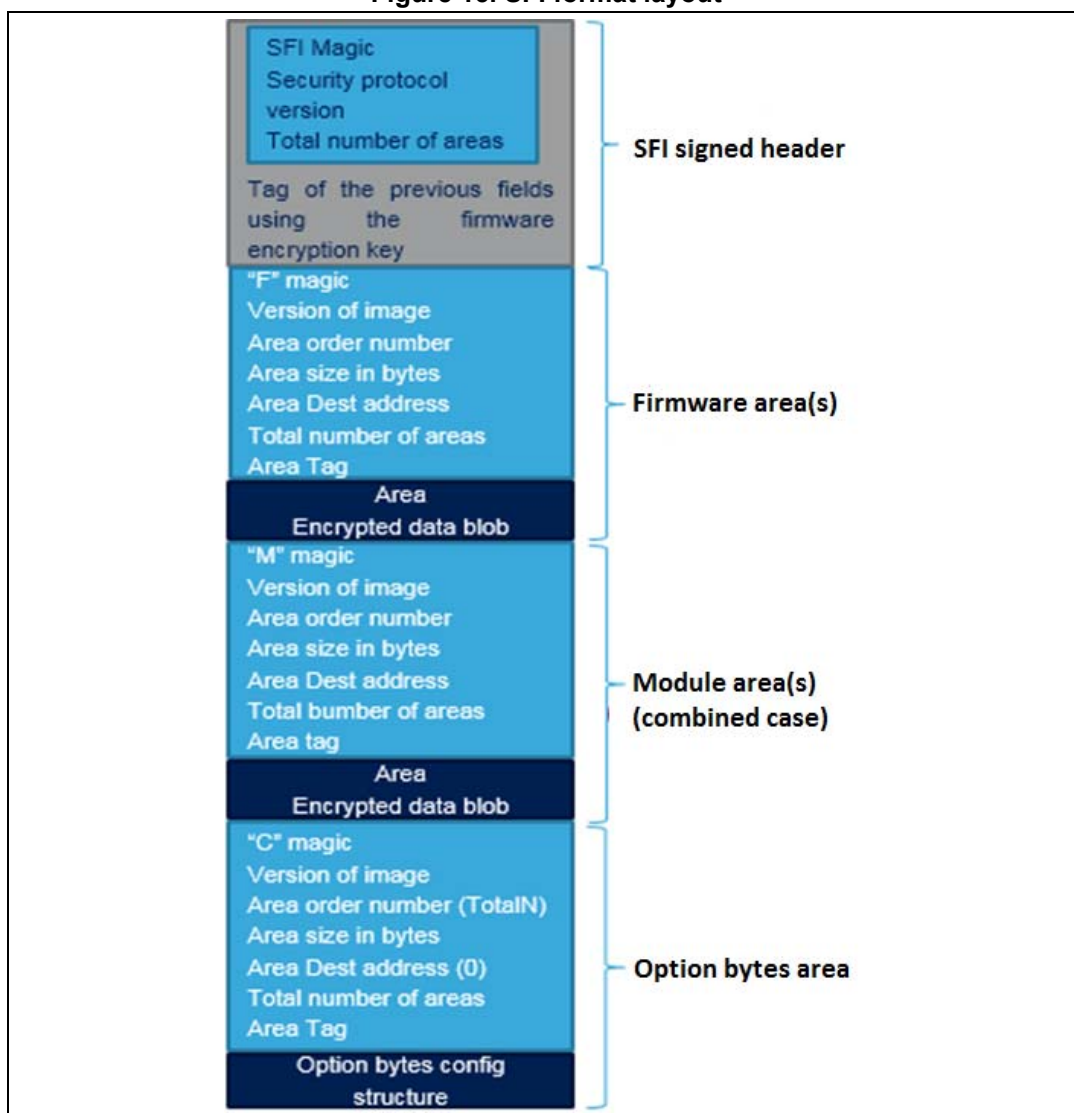 SFI Magic
Security protocol
version
Total number of areas
Tag of the previous fields
using the firmware
encryption key
SFI signed header
"F" magic
Version of image
Area order number
Area size in bytes
Area Dest address
Total number of areas
Area Tag
Area
Encrypted data blob
Firmware area(s)
"M" magic
Version of image
Area order number
Area size in bytes
Area Dest address
Total bumber of areas
Area tag
Area
Encrypted data blob
Module area(s)
(combined case)
"C" magic
Version of image
Area order number (TotalN)
Area size in bytes
Area Dest address (0)
Total number of areas
Area Tag
Option bytes config
structure
Option bytes area